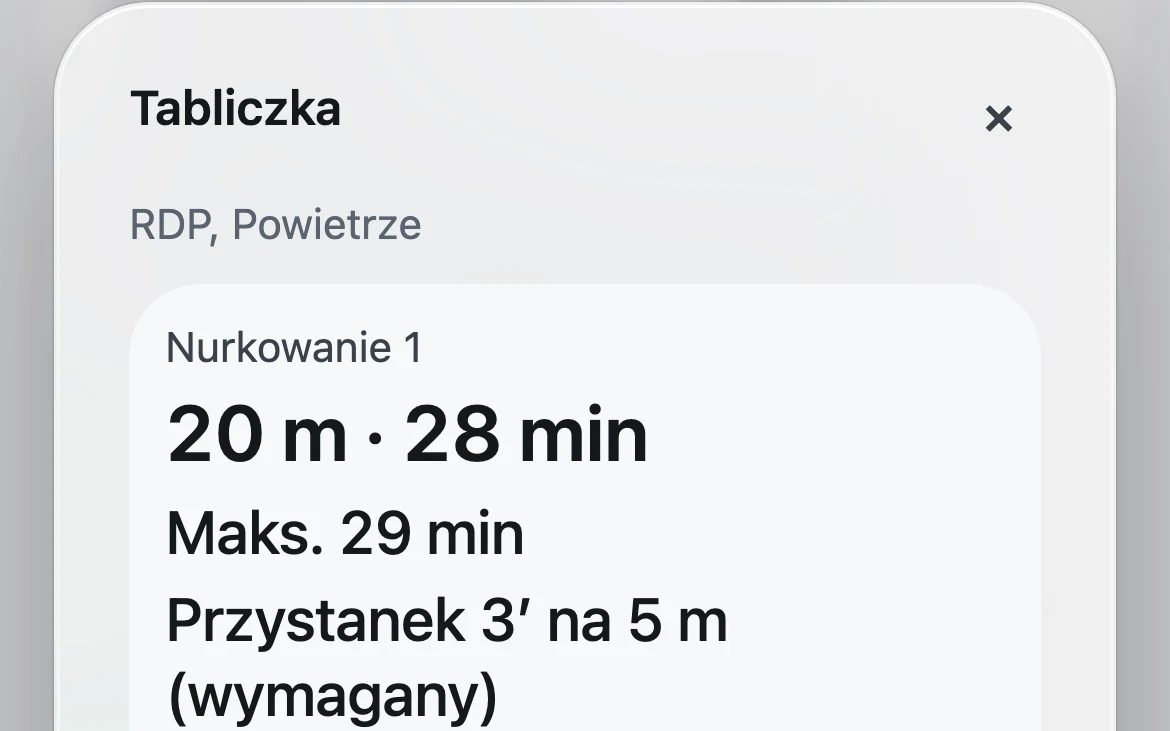 Tabliczka
×
RDP, Powietrze
Nurkowanie 1
20 m · 28 min
Maks. 29 min
Przystanek 3′ na 5 m
(wymagany)